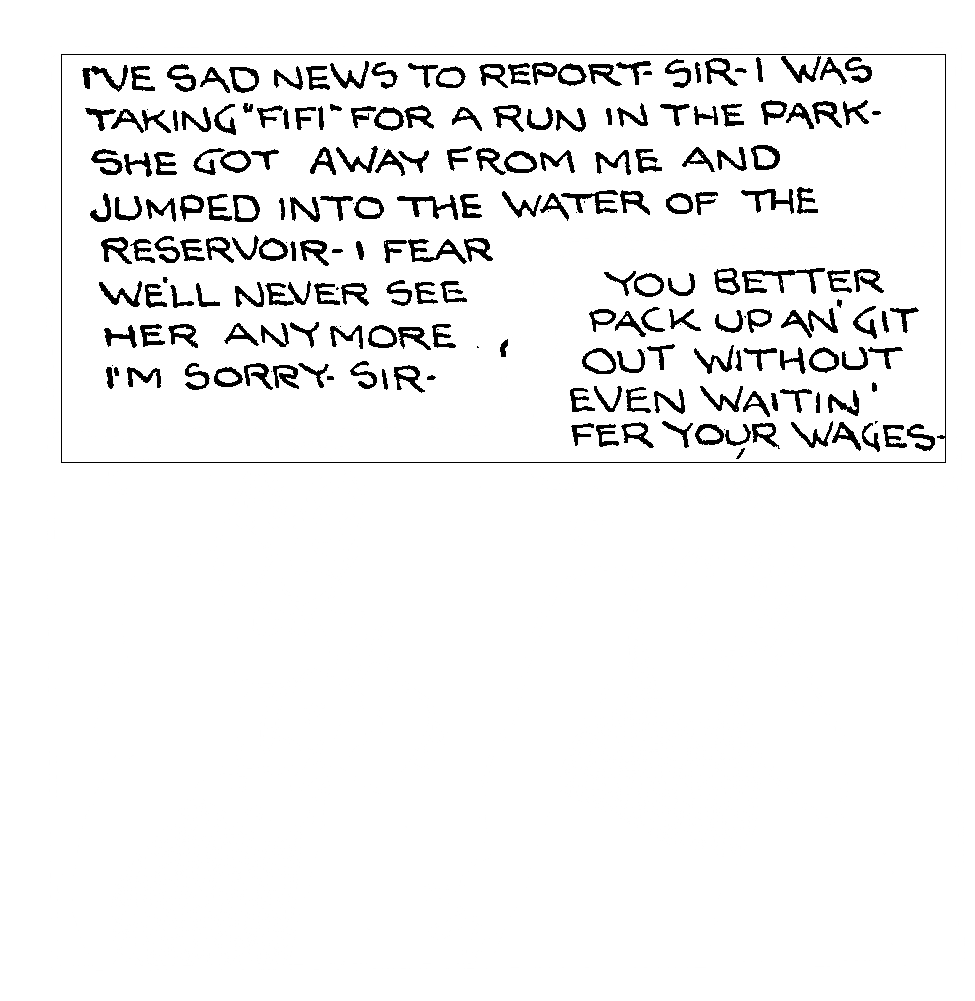 I'VE SAD NEWS TO REPORT- SIR- I WAS
TAKING "FIFI" FOR A RUN IN THE PARK-
SHE GOT AWAY FROM ME AND
JUMPED INTO THE WATER OF THE
RESERVOIR- I FEAR
WE'LL NEVER SEE
HER ANYMORE
I'M SORRY- SIR-
YOU BETTER
PACK UP AN' GIT
OUT WITHOUT
EVEN WAITIN'
FER YOUR WAGES-